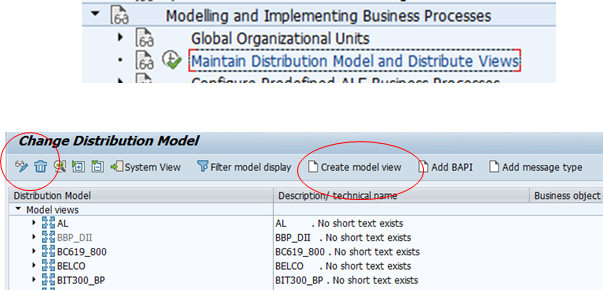 Modelling and Implementing Business Processes
Global Organizational Units
Maintain Distribution Model and Distribute Views
Configure Predefined ALE Business Processes
Change Distribution Model
System View Filter model display Create model view Add BAPI Add message type
Distribution Model Description/ technical name Business object
Model views
AL AL . No short text exists
BBP_DII BBP_DII . No short text exists
BC619_800 BC619_800 . No short text exists
BELCO BELCO . No short text exists
BIT300_BP BIT300_BP . No short text exists